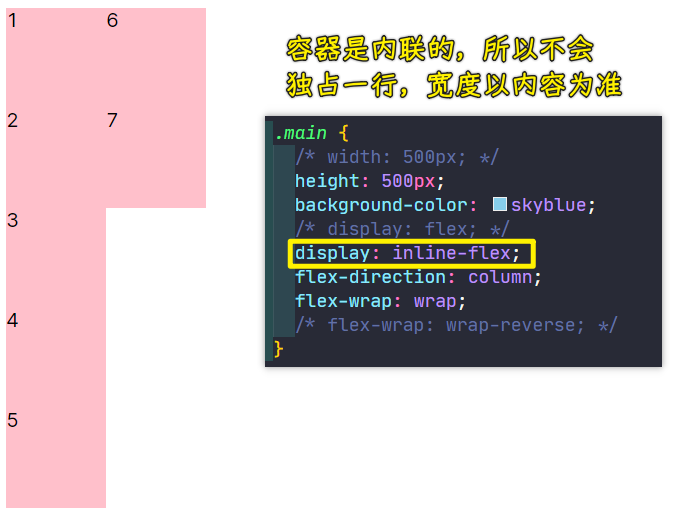 1
2
3
4
5
6
7
容器是内联的，所以不会
独占一行，宽度以内容为准
.main {
/* width: 500px; */
height: 500px;
background-color: skyblue;
/* display: flex; */
display: inline-flex;
flex-direction: column;
flex-wrap: wrap;
/* flex-wrap: wrap-reverse; */
}